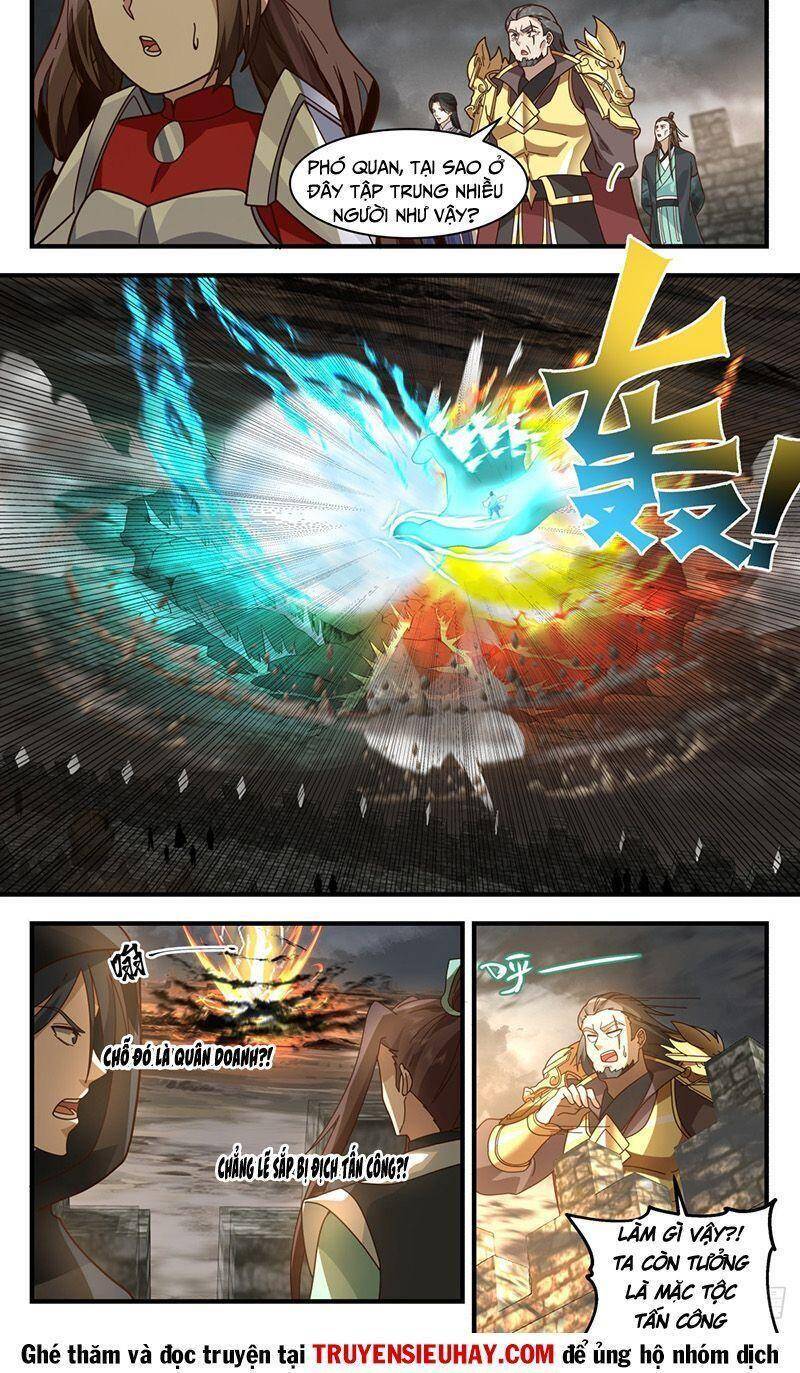 PHÓ QUAN, TẠI SAO Ở
ĐÂY TẬP TRUNG NHIỀU
NGƯỜI NHƯ VẬY?
轰!
嗡
CHỖ ĐÓ LÀ QUÂN DOANH?!
CHẲNG LẼ SẮP BỊ ĐỊCH TẤN CÔNG?!
呼
LÀM GÌ VẬY?!
TA CÒN TƯỞNG
LÀ MẶC TỘC
TẤN CÔNG
Ghé thăm và đọc truyện tại TRUYENSIEUHAY.COM để ủng hộ nhóm dịch